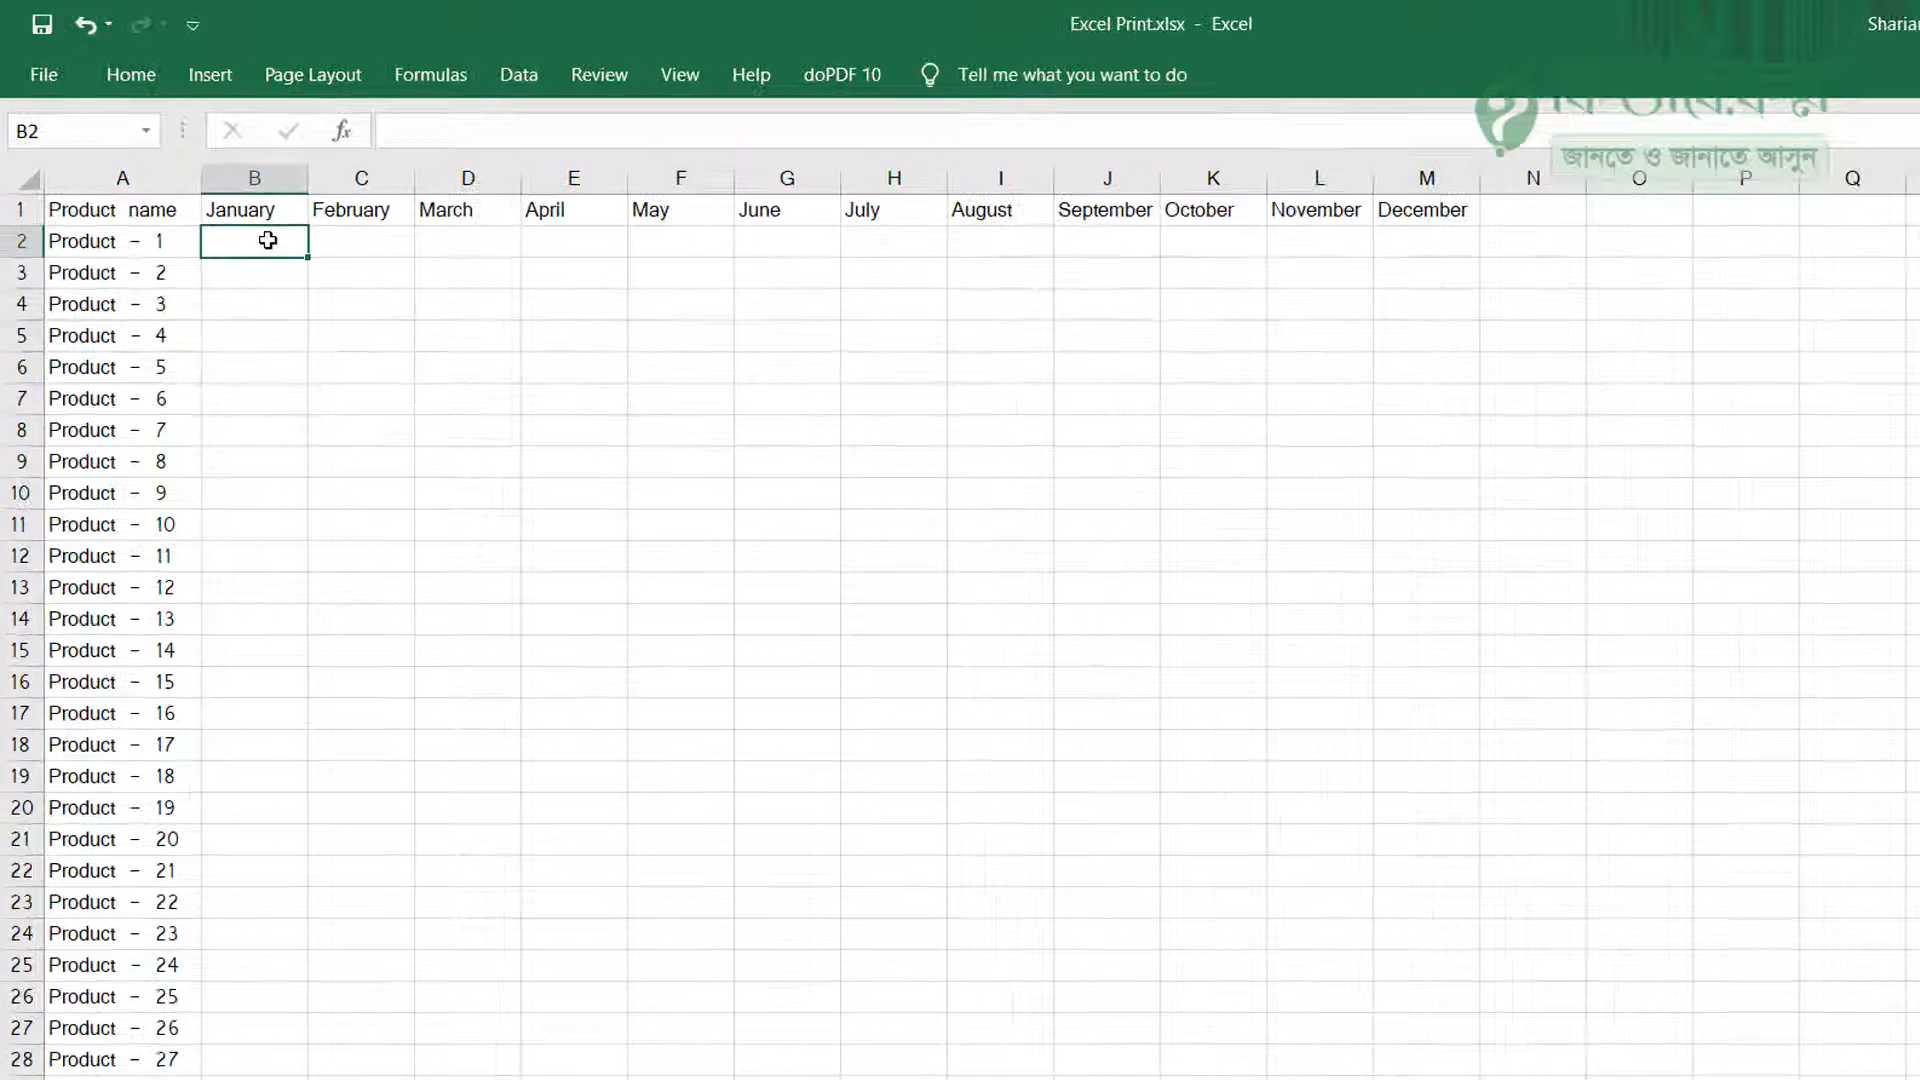 Excel Print.xlsx - Excel
File Home Insert Page Layout Formulas Data Review View Help doPDF 10 Tell me what you want to do
B2 fx
জানতে ও জানাতে আসুন
A B C D E F G H I J K L M N O P Q
1 Product name January February March April May June July August September October November December
2 Product - 1
3 Product - 2
4 Product - 3
5 Product - 4
6 Product - 5
7 Product - 6
8 Product - 7
9 Product - 8
10 Product - 9
11 Product - 10
12 Product - 11
13 Product - 12
14 Product - 13
15 Product - 14
16 Product - 15
17 Product - 16
18 Product - 17
19 Product - 18
20 Product - 19
21 Product - 20
22 Product - 21
23 Product - 22
24 Product - 23
25 Product - 24
26 Product - 25
27 Product - 26
28 Product - 27